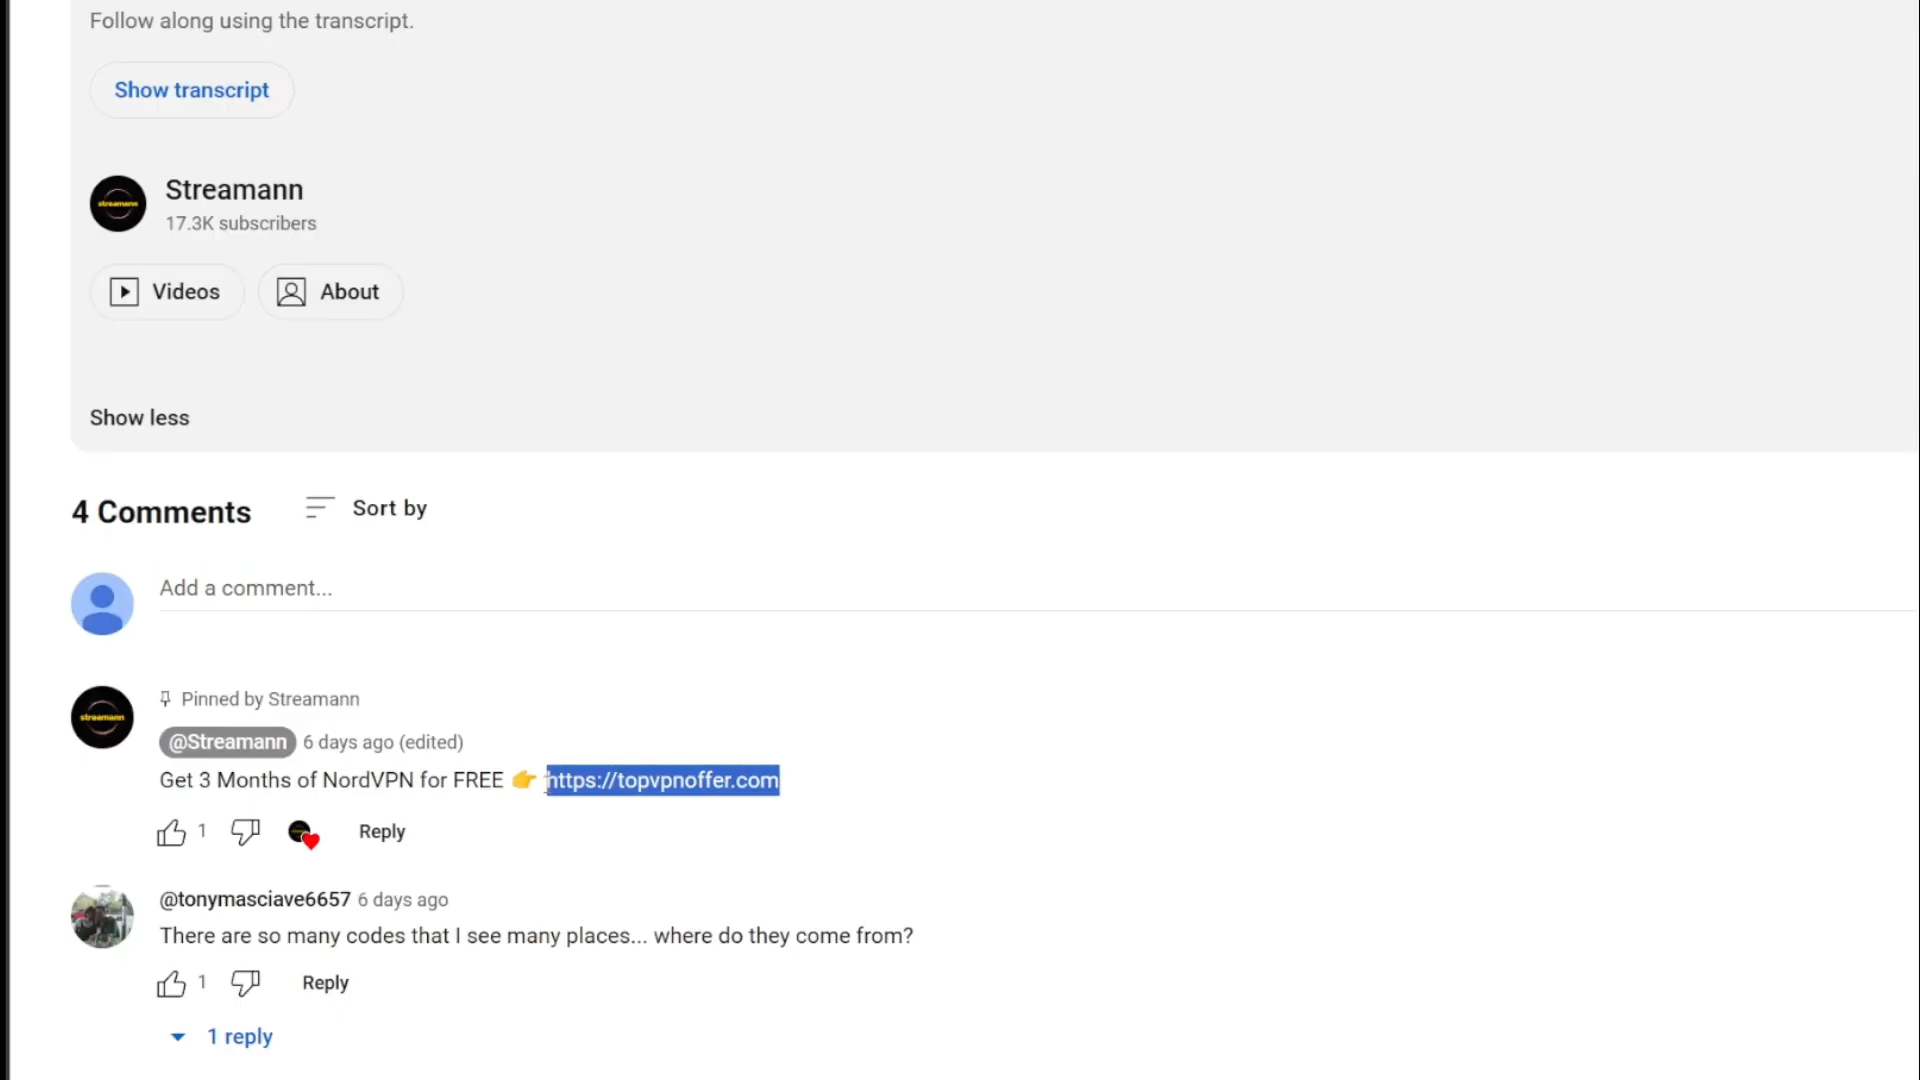 Follow along using the transcript.
Show transcript
streamann
Streamann
17.3K subscribers
Videos
About
Show less
4 Comments
Sort by
Add a comment...
streamann
Pinned by Streamann
@Streamann 6 days ago (edited)
Get 3 Months of NordVPN for FREE 👉 https://topvpnoffer.com
1
Reply
@tonymasciave6657 6 days ago
There are so many codes that I see many places... where do they come from?
1
Reply
1 reply